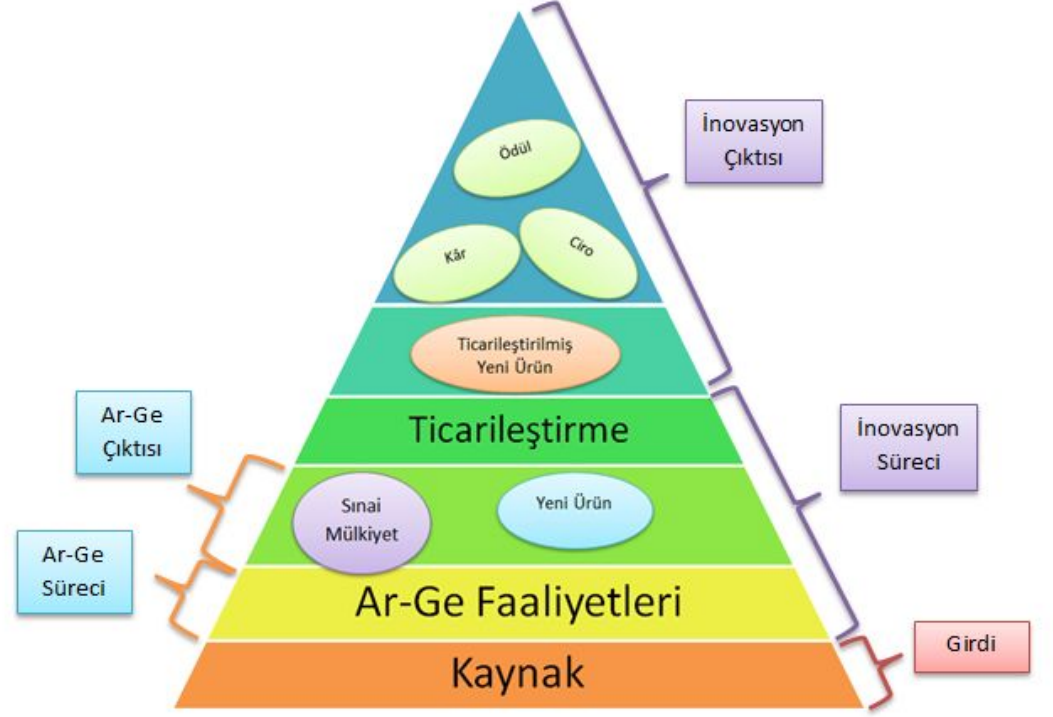 İnovasyon
Çıktısı
Ödül
Kâr
Ciro
Ticarileştirilmiş
Yeni Ürün
Ar-Ge
Çıktısı
Ticarileştirme
İnovasyon
Süreci
Sınai
Mülkiyet
Yeni Ürün
Ar-Ge
Süreci
Ar-Ge Faaliyetleri
Girdi
Kaynak